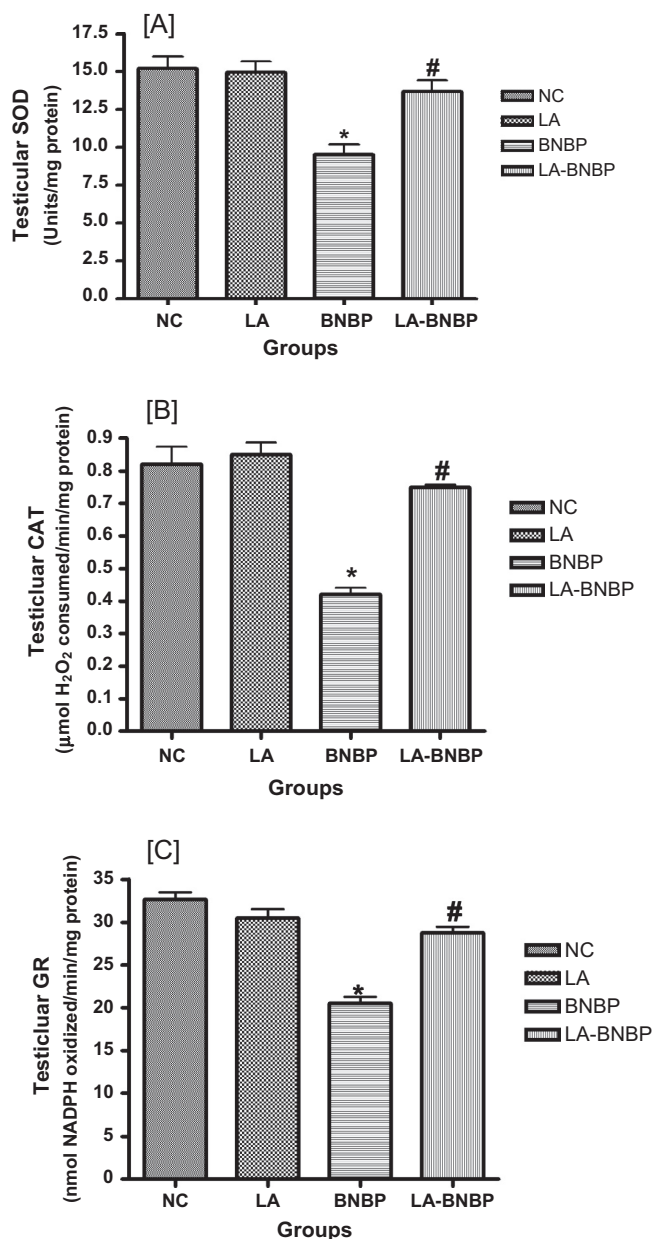 [A]
Testicular SOD
(Units/mg protein)
17.5
15.0
12.5
10.0
7.5
5.0
2.5
0.0
*
#
NC
LA
BNBP
LA-BNBP
Groups
NC
LA
BNBP
LA-BNBP
[B]
Testicluar CAT
(μmol H₂O₂ consumed/min/mg protein)
0.9
0.8
0.7
0.6
0.5
0.4
0.3
0.2
0.1
0.0
*
#
NC
LA
BNBP
LA-BNBP
Groups
NC
LA
BNBP
LA-BNBP
[C]
Testicluar GR
(nmol NADPH oxidized/min/mg protein)
35
30
25
20
15
10
5
0
*
#
NC
LA
BNBP
LA-BNBP
Groups
NC
LA
BNBP
LA-BNBP